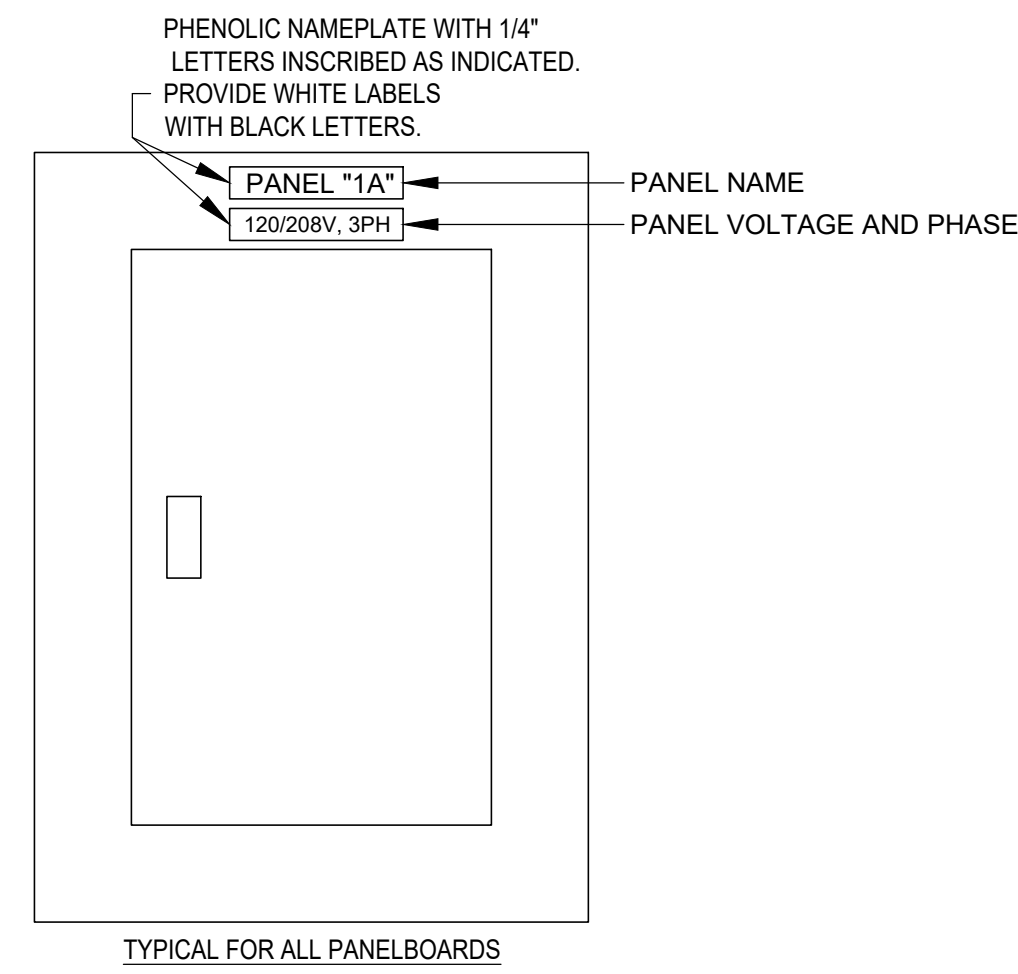 PHENOLIC NAMEPLATE WITH 1/4"
LETTERS INSCRIBED AS INDICATED.
PROVIDE WHITE LABELS
WITH BLACK LETTERS.
PANEL "1A"
PANEL NAME
120/208V, 3PH
PANEL VOLTAGE AND PHASE
TYPICAL FOR ALL PANELBOARDS